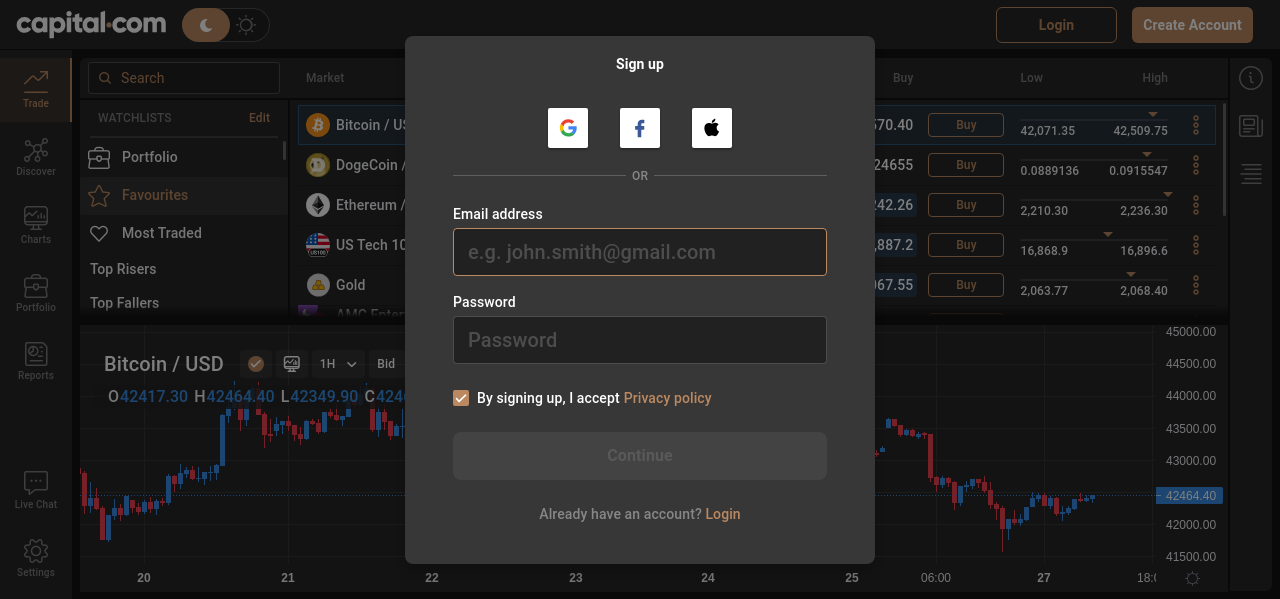 capital.com
Login
Create Account
Trade
Discover
Charts
Portfolio
Reports
Live Chat
Settings
Search
WATCHLISTS
Edit
Portfolio
Favourites
Most Traded
Top Risers
Top Fallers
Market
Buy
Low
High
Bitcoin / US
570.40
Buy
42,071.35
42,509.75
DogeCoin /
24655
Buy
0.0889136
0.0915547
Ethereum /
242.26
Buy
2,210.30
2,236.30
US Tech 10
,887.2
Buy
16,868.9
16,896.6
Gold
067.55
Buy
2,063.77
2,068.40
AMC Enter
Sign up
OR
Email address
e.g. john.smith@gmail.com
Password
Password
By signing up, I accept Privacy policy
Continue
Already have an account? Login
Bitcoin / USD
1H
Bid
O42417.30 H42464.40 L42349.90 C4246
45000.00
44500.00
44000.00
43500.00
43000.00
42464.40
42000.00
41500.00
20
21
22
23
24
25
06:00
27
18:0